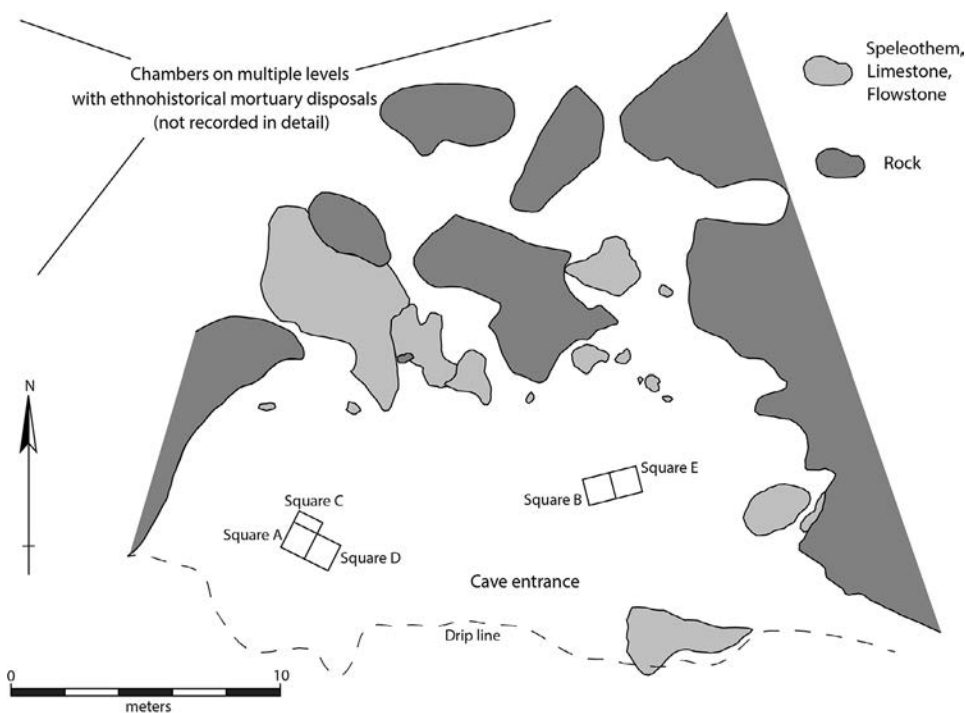 Chambers on multiple levels
with ethnohistorical mortuary disposals
(not recorded in detail)
Speleothem,
Limestone,
Flowstone
Rock
N
Square E
Square B
Square C
Square A
Square D
Cave entrance
Drip line
0 10
meters